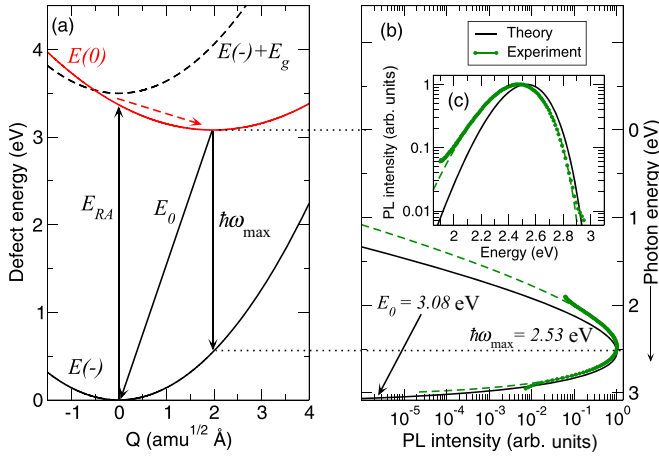 (a)
E(0)
E(-)+E_g
E_RA
E_0
ħω_max
E(-)
Defect energy (eV)
4
3
2
1
0
-1 0 1 2 3 4
Q (amu^1/2 Å)
(b)
Theory
Experiment
(c)
PL intensity (arb. units)
1
0.1
0.01
2 2.2 2.4 2.6 2.8 3
Energy (eV)
E_0 = 3.08 eV
ħω_max = 2.53 eV
0
1
2
3
Photon energy (eV)
10^-5 10^-4 10^-3 10^-2 10^-1 10^0
PL intensity (arb. units)